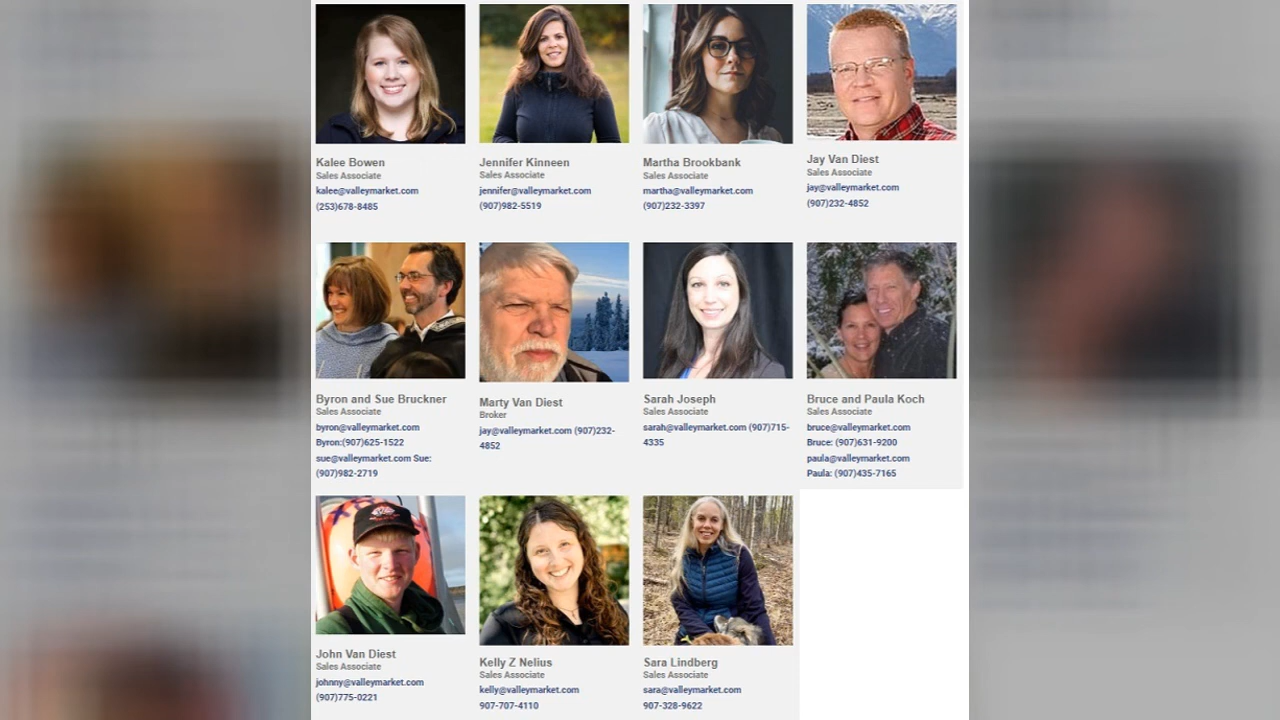 Kalee Bowen
Sales Associate
kalee@valleymarket.com
(253)678-8485
Jennifer Kinneen
Sales Associate
jennifer@valleymarket.com
(907)982-5519
Martha Brookbank
Sales Associate
martha@valleymarket.com
(907)232-3397
Jay Van Diest
Sales Associate
jay@valleymarket.com
(907)232-4852
Byron and Sue Bruckner
Sales Associate
byron@valleymarket.com
Byron:(907)625-1522
sue@valleymarket.com Sue:
(907)982-2719
Marty Van Diest
Broker
jay@valleymarket.com (907)232-
4852
Sarah Joseph
Sales Associate
sarah@valleymarket.com (907)715-
4335
Bruce and Paula Koch
Sales Associate
bruce@valleymarket.com
Bruce: (907)631-9200
paula@valleymarket.com
Paula: (907)435-7165
John Van Diest
Sales Associate
johnny@valleymarket.com
(907)775-0221
Kelly Z Nelius
Sales Associate
kelly@valleymarket.com
907-707-4110
Sara Lindberg
Sales Associate
sara@valleymarket.com
907-328-9622